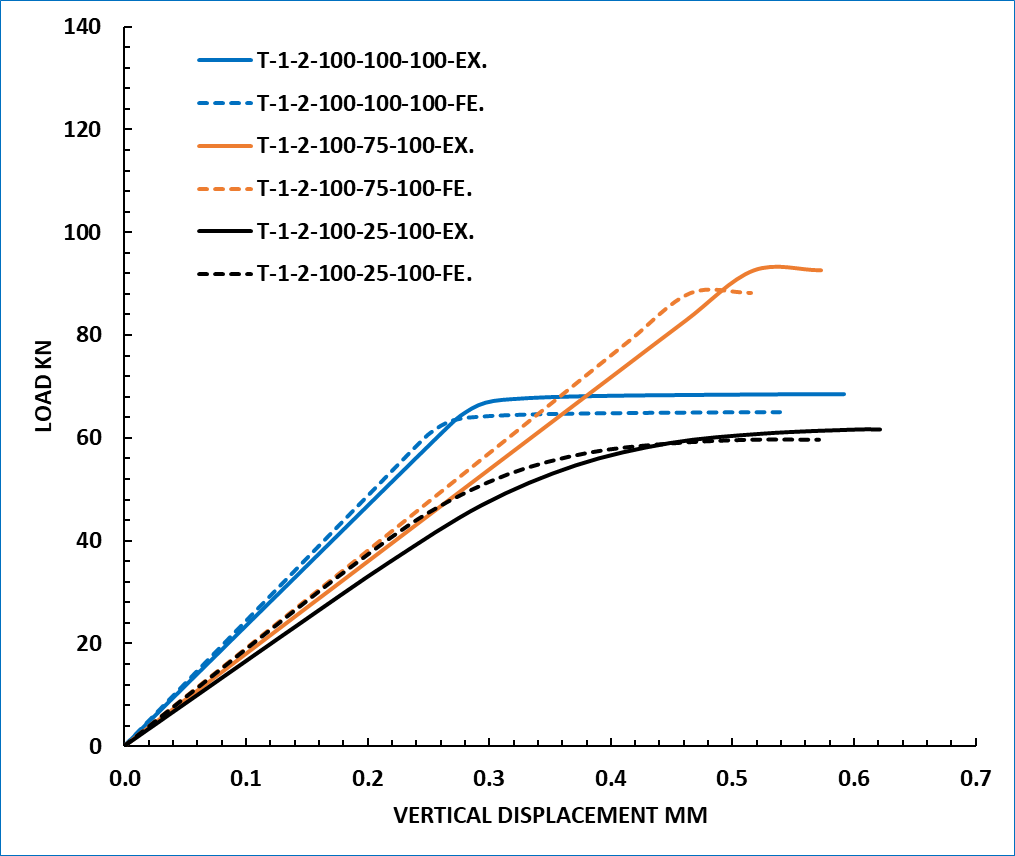 140
120
100
80
60
40
20
0
LOAD KN
T-1-2-100-100-100-EX.
T-1-2-100-100-100-FE.
T-1-2-100-75-100-EX.
T-1-2-100-75-100-FE.
T-1-2-100-25-100-EX.
T-1-2-100-25-100-FE.
0.0 0.1 0.2 0.3 0.4 0.5 0.6 0.7
VERTICAL DISPLACEMENT MM